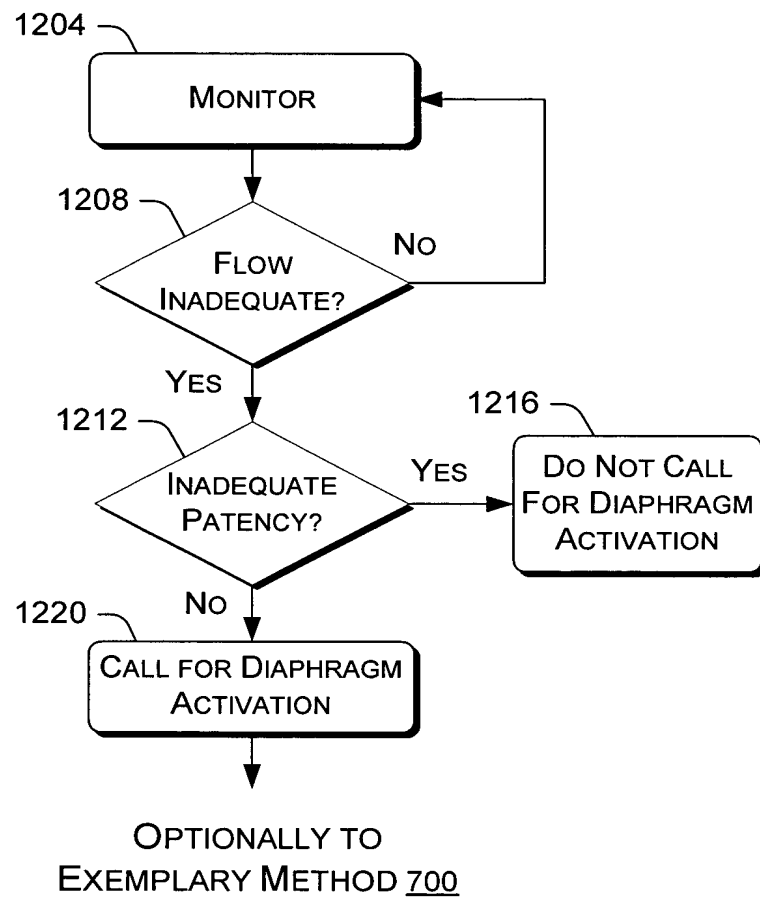 1204
MONITOR
1208
FLOW
INADEQUATE?
NO
YES
1212
INADEQUATE
PATENCY?
YES
1216
DO NOT CALL
FOR DIAPHRAGM
ACTIVATION
NO
1220
CALL FOR DIAPHRAGM
ACTIVATION
OPTIONALLY TO
EXEMPLARY METHOD 700